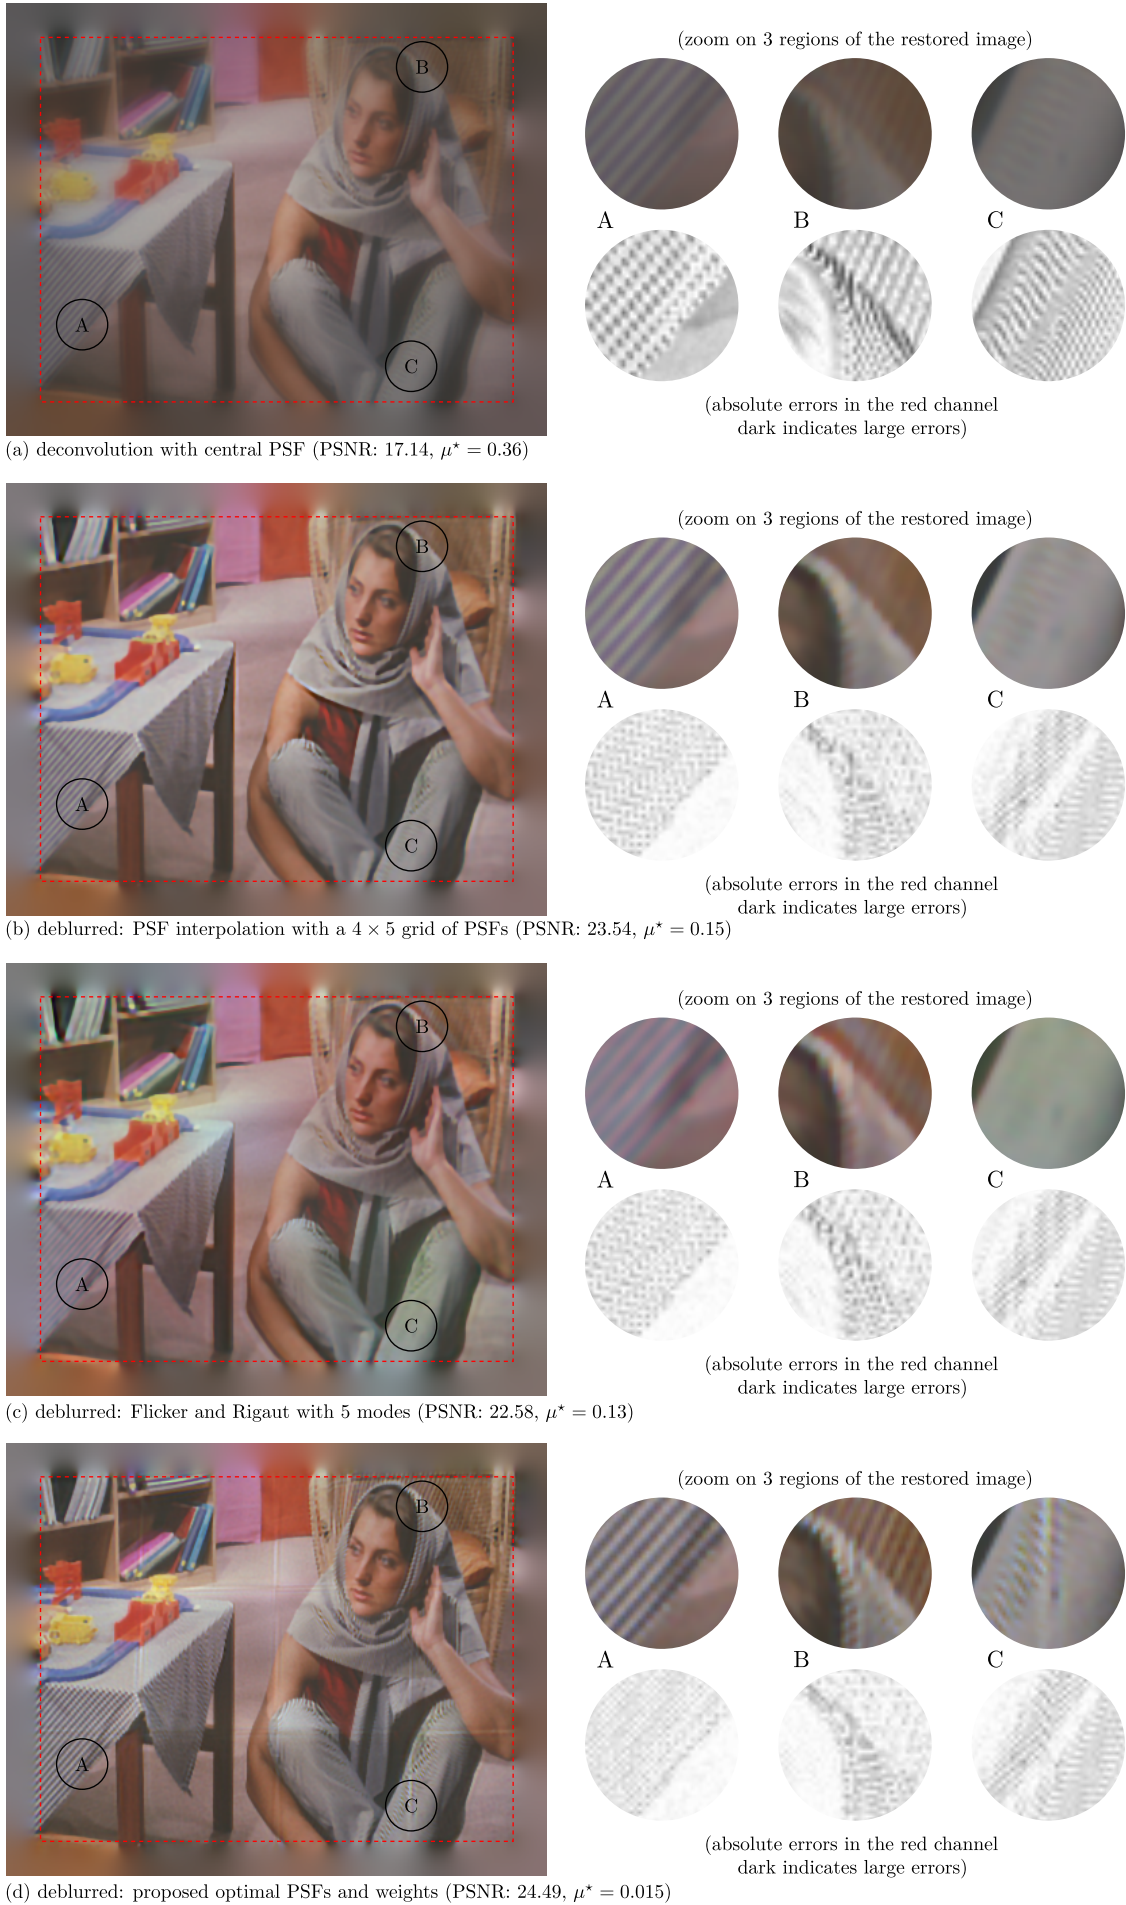 B
A
C
(zoom on 3 regions of the restored image)
A B C
(absolute errors in the red channel
dark indicates large errors)
(a) deconvolution with central PSF (PSNR: 17.14, μ⋆ = 0.36)
B
A
C
(zoom on 3 regions of the restored image)
A B C
(absolute errors in the red channel
dark indicates large errors)
(b) deblurred: PSF interpolation with a 4 × 5 grid of PSFs (PSNR: 23.54, μ⋆ = 0.15)
B
A
C
(zoom on 3 regions of the restored image)
A B C
(absolute errors in the red channel
dark indicates large errors)
(c) deblurred: Flicker and Rigaut with 5 modes (PSNR: 22.58, μ⋆ = 0.13)
B
A
C
(zoom on 3 regions of the restored image)
A B C
(absolute errors in the red channel
dark indicates large errors)
(d) deblurred: proposed optimal PSFs and weights (PSNR: 24.49, μ⋆ = 0.015)